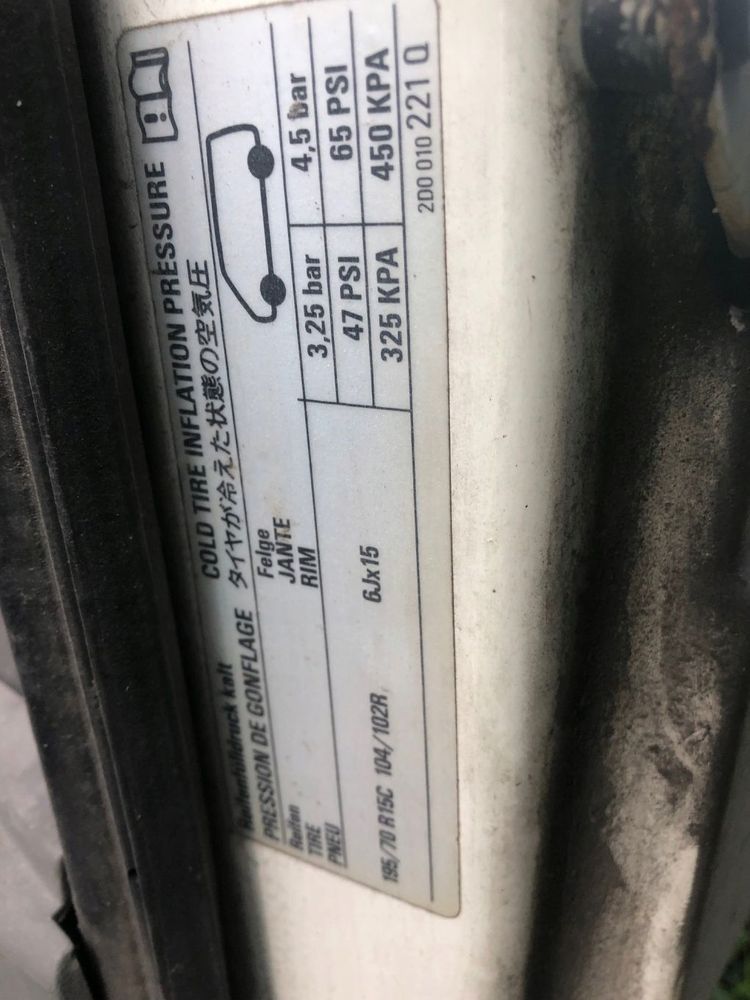 Reifenfülldruck kalt COLD TIRE INFLATION PRESSURE
PRESSION DE GONFLAGE タイヤが冷えた状態の空気圧
Reifen Felge
TIRE JANTE
PNEU RIM
3,25 bar 4,5 bar
47 PSI 65 PSI
195/70 R15C 104/102R 6Jx15 325 KPA 450 KPA
2D0 010 221 Q